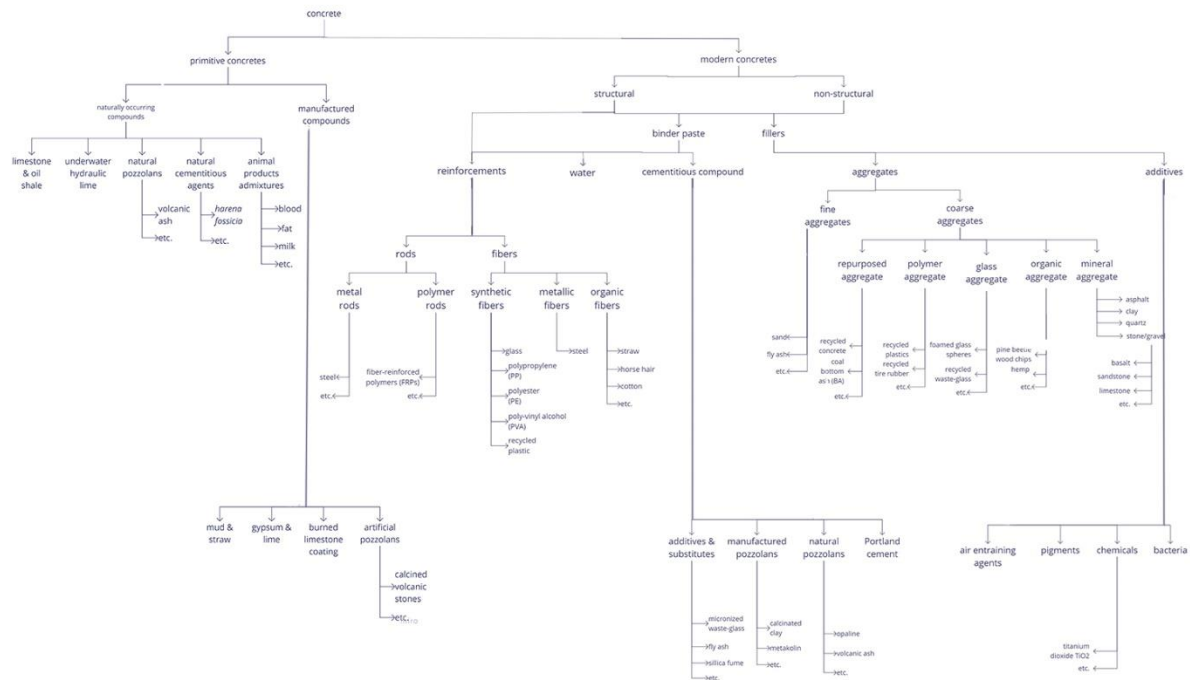 concrete
primitive concretes
modern concretes
naturally occurring
compounds
manufactured
compounds
structural
non-structural
binder paste
fillers
limestone
& oil
shale
underwater
hydraulic
lime
natural
pozzolans
natural
cementitious
agents
animal
products
admixtures
reinforcements
water
cementitious compound
aggregates
additives
volcanic
ash
etc.
harena
fossicia
etc.
blood
fat
milk
etc.
fine
aggregates
coarse
aggregates
rods
fibers
repurposed
aggregate
polymer
aggregate
glass
aggregate
organic
aggregate
mineral
aggregate
metal
rods
polymer
rods
synthetic
fibers
metallic
fibers
organic
fibers
asphalt
clay
quartz
stone/gravel
sand
fly ash
etc.
recycled
concrete
coal
bottom
ash (BA)
etc.
recycled
plastics
recycled
tire rubber
etc.
foamed glass
spheres
recycled
waste-glass
etc.
pine beetle
wood chips
hemp
etc.
basalt
sandstone
limestone
etc.
steel
etc.
fiber-reinforced
polymers (FRPs)
etc.
glass
polypropylene
(PP)
polyester
(PE)
poly-vinyl alcohol
(PVA)
recycled
plastic
steel
straw
horse hair
cotton
etc.
mud &
straw
gypsum &
lime
burned
limestone
coating
artificial
pozzolans
calcined
volcanic
stones
etc.
additives &
substitutes
manufactured
pozzolans
natural
pozzolans
Portland
cement
air entraining
agents
pigments
chemicals
bacteria
micronized
waste-glass
fly ash
sillica fume
etc.
calcinated
clay
metakolin
etc.
opaline
volcanic ash
etc.
titanium
dioxide TiO2
etc.